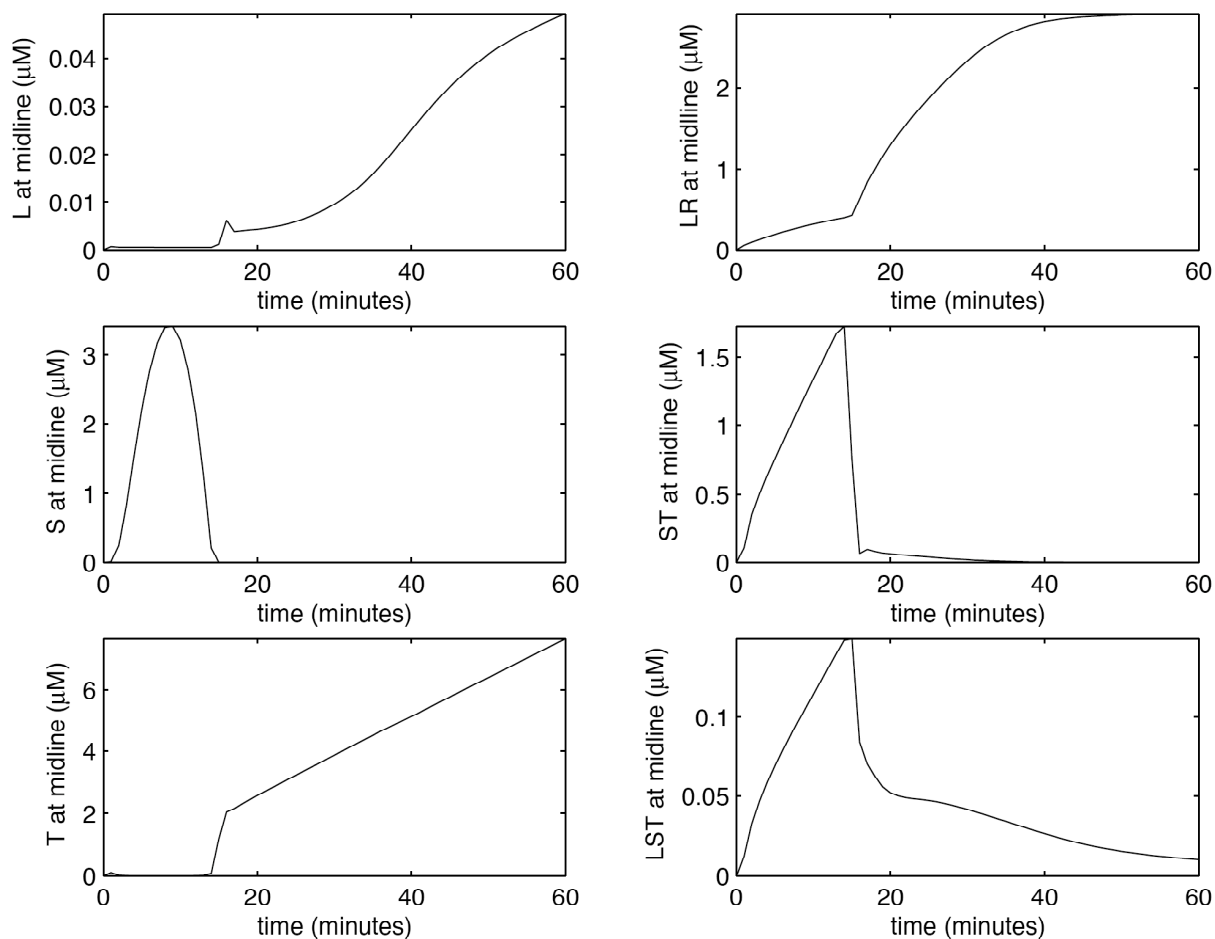 L at midline (μM)
0.04
0.03
0.02
0.01
0
0 20 40 60
time (minutes)
LR at midlline (μM)
2
1
0
0 20 40 60
time (minutes)
S at midline (μM)
3
2
1
0
0 20 40 60
time (minutes)
ST at midline (μM)
1.5
1
0.5
0
0 20 40 60
time (minutes)
T at midline (μM)
6
4
2
0
0 20 40 60
time (minutes)
LST at midline (μM)
0.1
0.05
0
0 20 40 60
time (minutes)